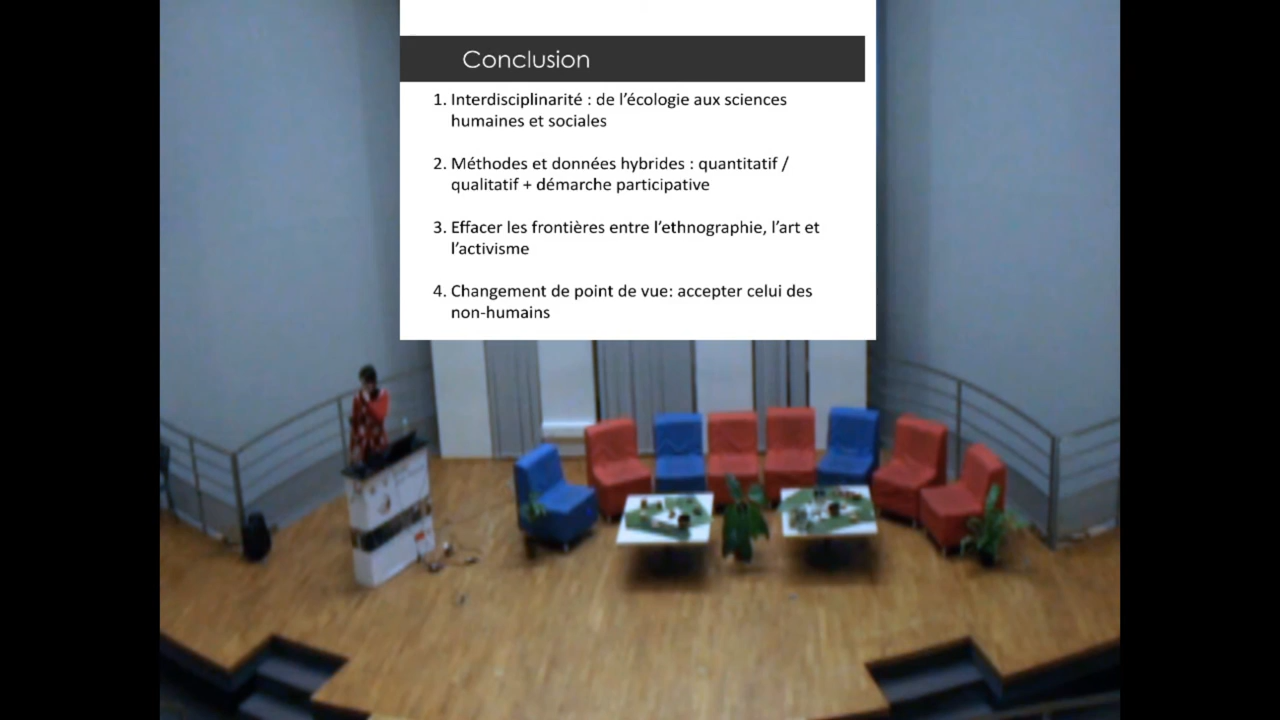 Conclusion
1. Interdisciplinarité : de l'écologie aux sciences
humaines et sociales
2. Méthodes et données hybrides : quantitatif /
qualitatif + démarche participative
3. Effacer les frontières entre l'ethnographie, l'art et
l'activisme
4. Changement de point de vue: accepter celui des
non-humains